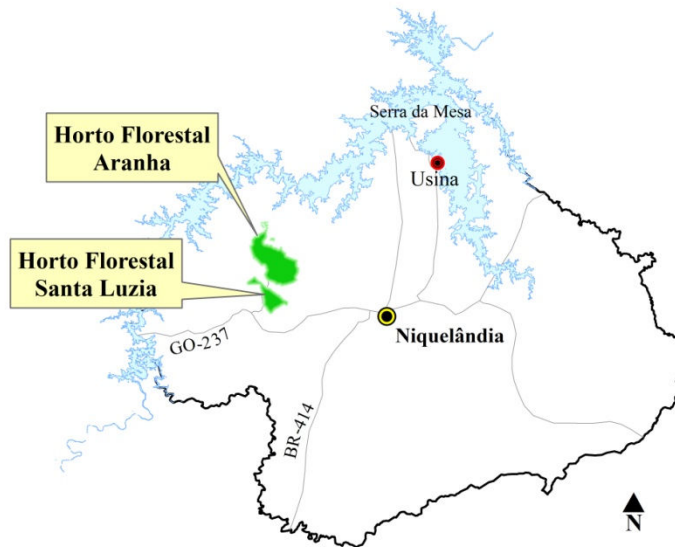 Serra da Mesa
Horto Florestal
Aranha
Usina
Horto Florestal
Santa Luzia
GO-237
Niquelândia
BR-414
N